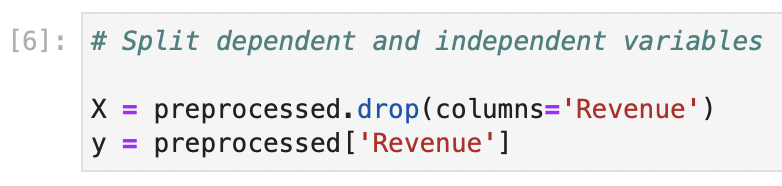 [6]: # Split dependent and independent variables
X = preprocessed.drop(columns='Revenue')
y = preprocessed['Revenue']